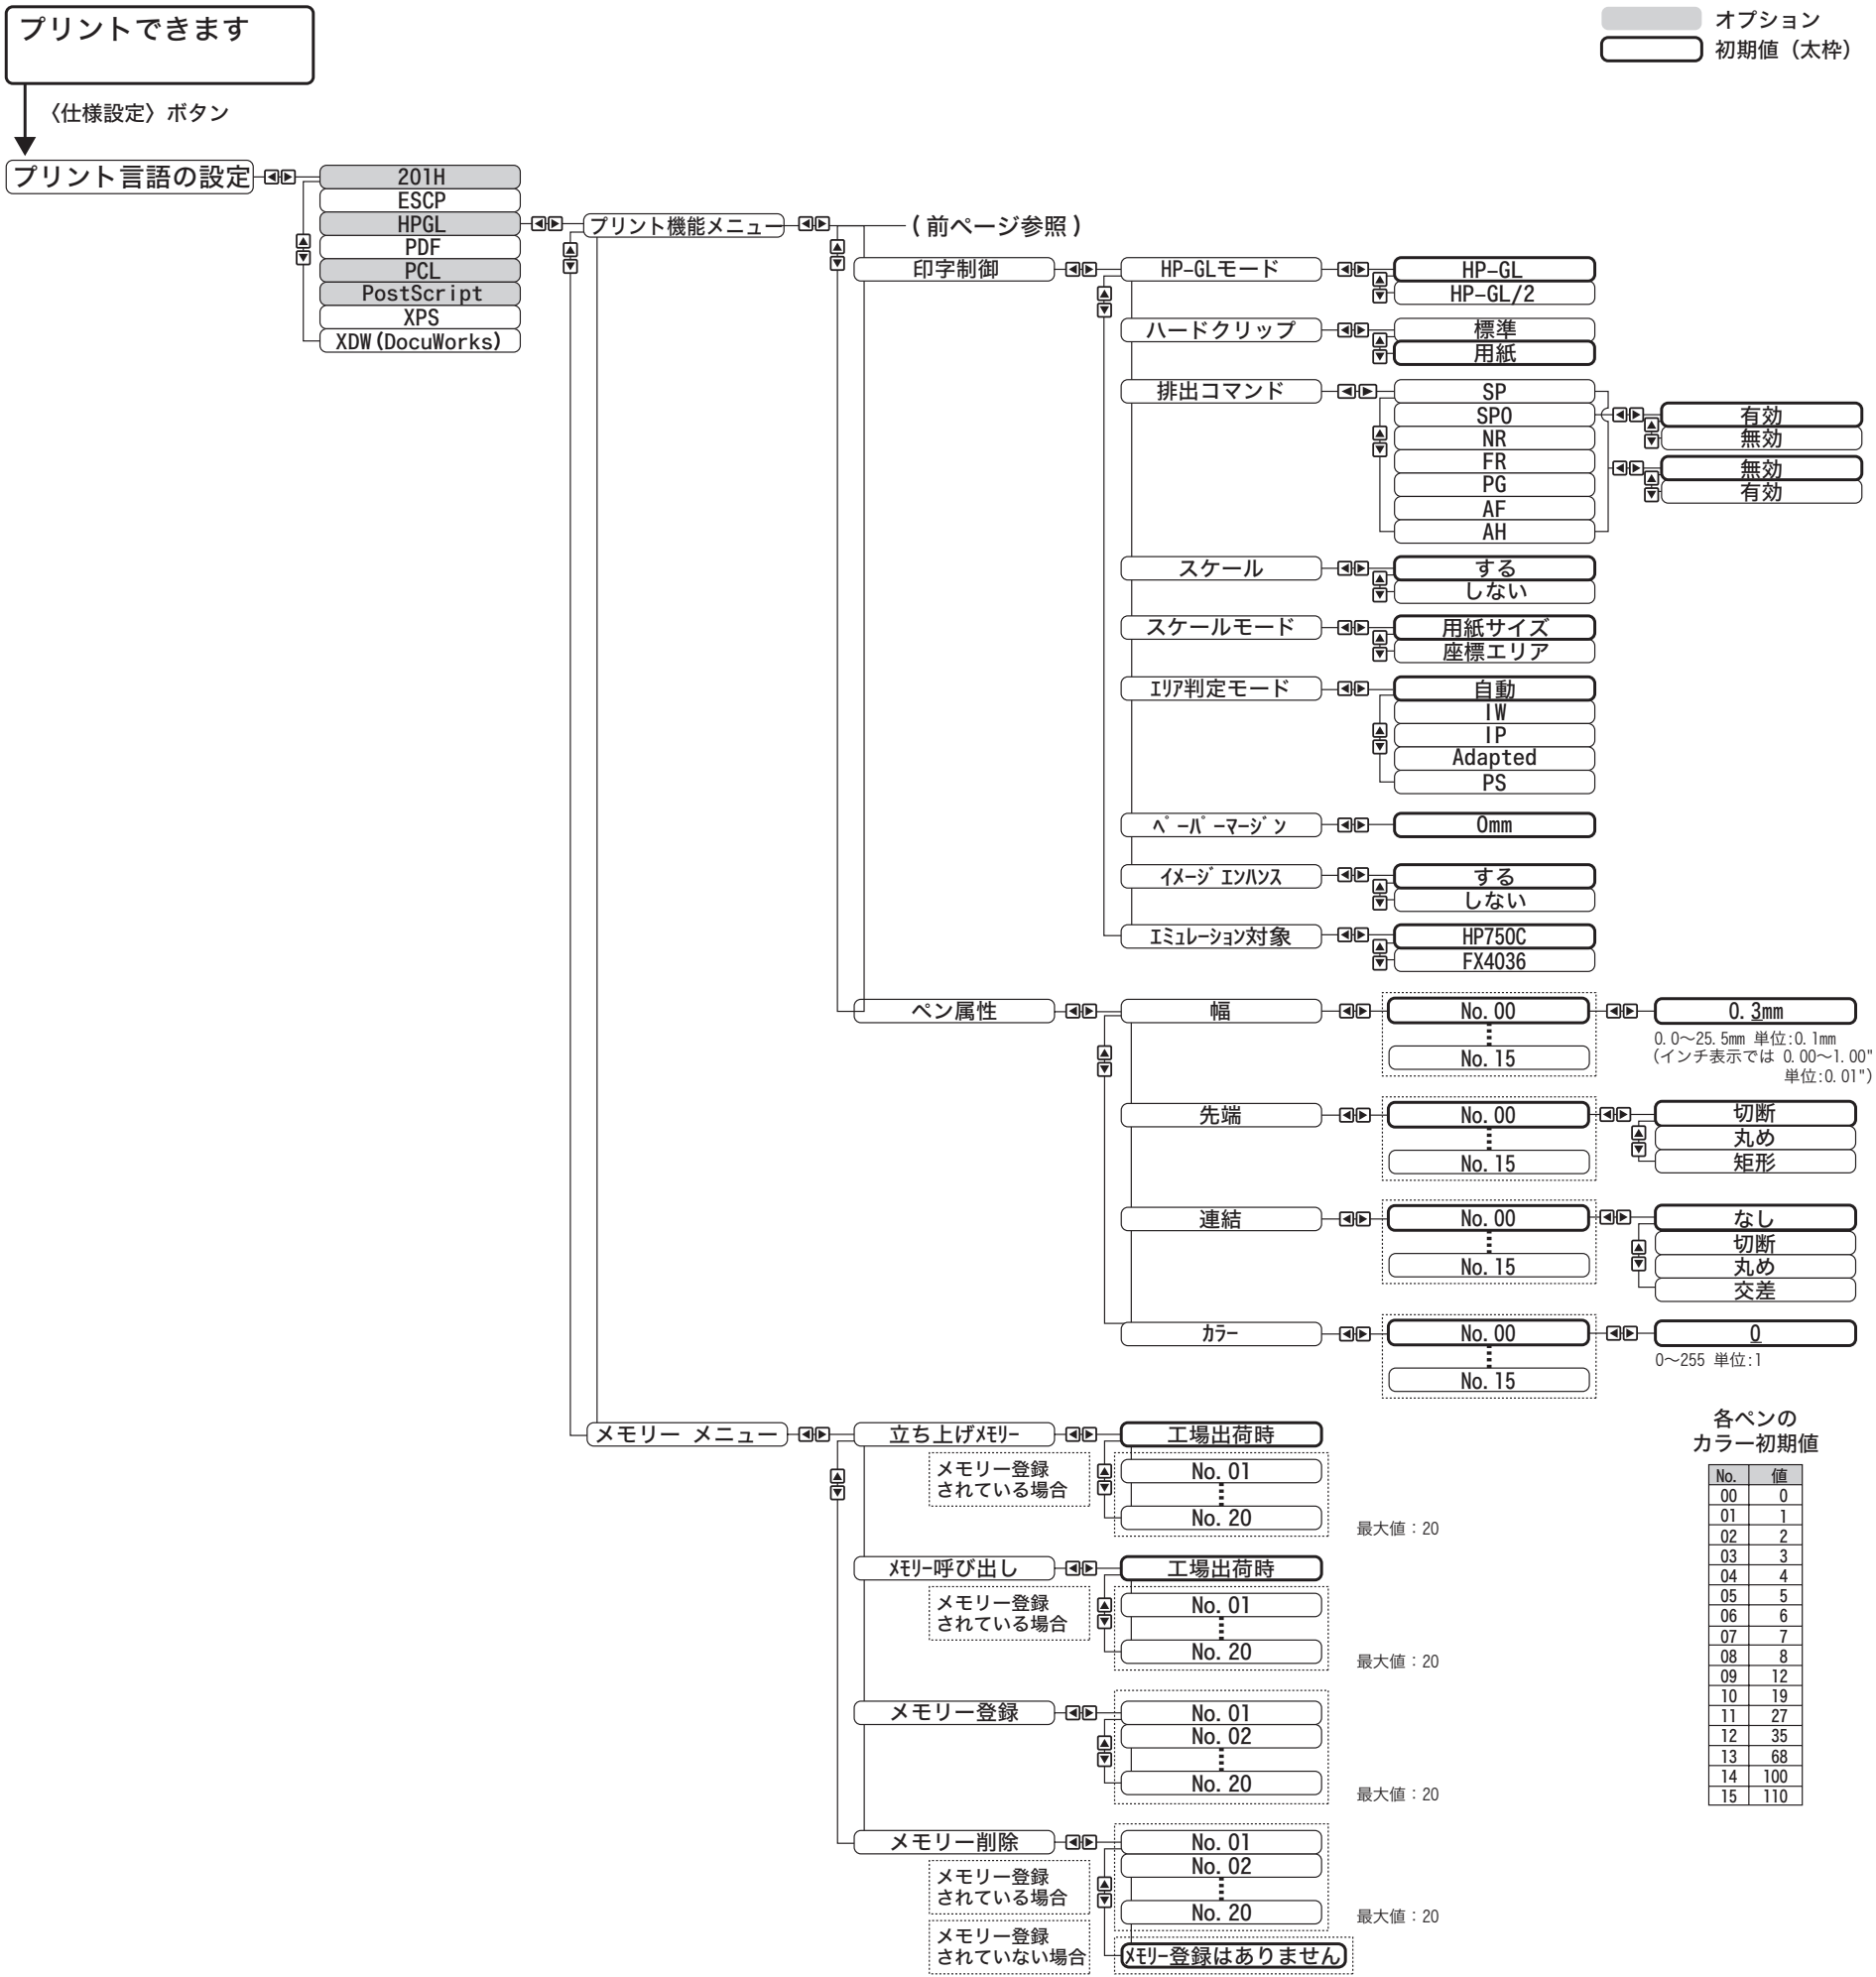 プリントできます
オプション
初期値（太枠）
〈仕様設定〉ボタン
プリント言語の設定
201H
ESCP
HPGL
PDF
PCL
PostScript
XPS
XDW(DocuWorks)
プリント機能メニュー
(前ページ参照)
印字制御
HP-GLモード
HP-GL
HP-GL/2
ハードクリップ
標準
用紙
排出コマンド
SP
SP0
NR
FR
PG
AF
AH
有効
無効
無効
有効
スケール
する
しない
スケールモード
用紙サイズ
座標エリア
ｴﾘｱ判定モード
自動
IW
IP
Adapted
PS
ﾍﾟｰﾊﾟｰﾏｰｼﾞﾝ
0mm
ｲﾒｰｼﾞｴﾝﾊﾝｽ
する
しない
ｴﾐｭﾚｰｼｮﾝ対象
HP750C
FX4036
ペン属性
幅
No. 00
No. 15
0. 3mm
0. 0～25. 5mm 単位:0. 1mm
(インチ表示では 0. 00～1. 00"
単位:0. 01")
先端
No. 00
No. 15
切断
丸め
矩形
連結
No. 00
No. 15
なし
切断
丸め
交差
ｶﾗｰ
No. 00
No. 15
0
0～255 単位:1
メモリー メニュー
立ち上げﾒﾓﾘｰ
工場出荷時
メモリー登録
されている場合
No. 01
No. 20
最大値：20
ﾒﾓﾘｰ呼び出し
工場出荷時
メモリー登録
されている場合
No. 01
No. 20
最大値：20
メモリー登録
No. 01
No. 02
No. 20
最大値：20
メモリー削除
No. 01
No. 02
No. 20
メモリー登録
されている場合
最大値：20
メモリー登録
されていない場合
ﾒﾓﾘｰ登録はありません
各ペンの
カラー初期値
No. 値
00 0
01 1
02 2
03 3
04 4
05 5
06 6
07 7
08 8
09 12
10 19
11 27
12 35
13 68
14 100
15 110